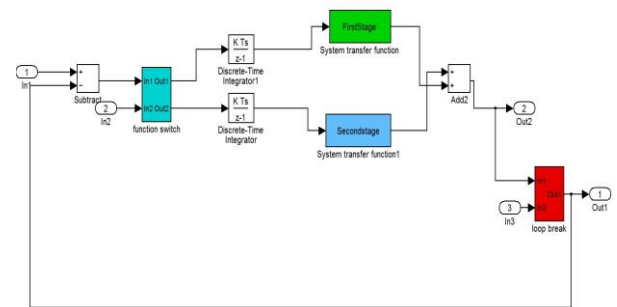 FirstStage
System transfer function
K Ts
z-1
Discrete-Time
Integrator1
1
In1
+
−
Subtract
In1 Out1
In2 Out2
function switch
2
In2
K Ts
z-1
Discrete-Time
Integrator
Secondstage
System transfer function1
+
+
Add2
2
Out2
In1
Out1
In2
loop break
3
In3
1
Out1